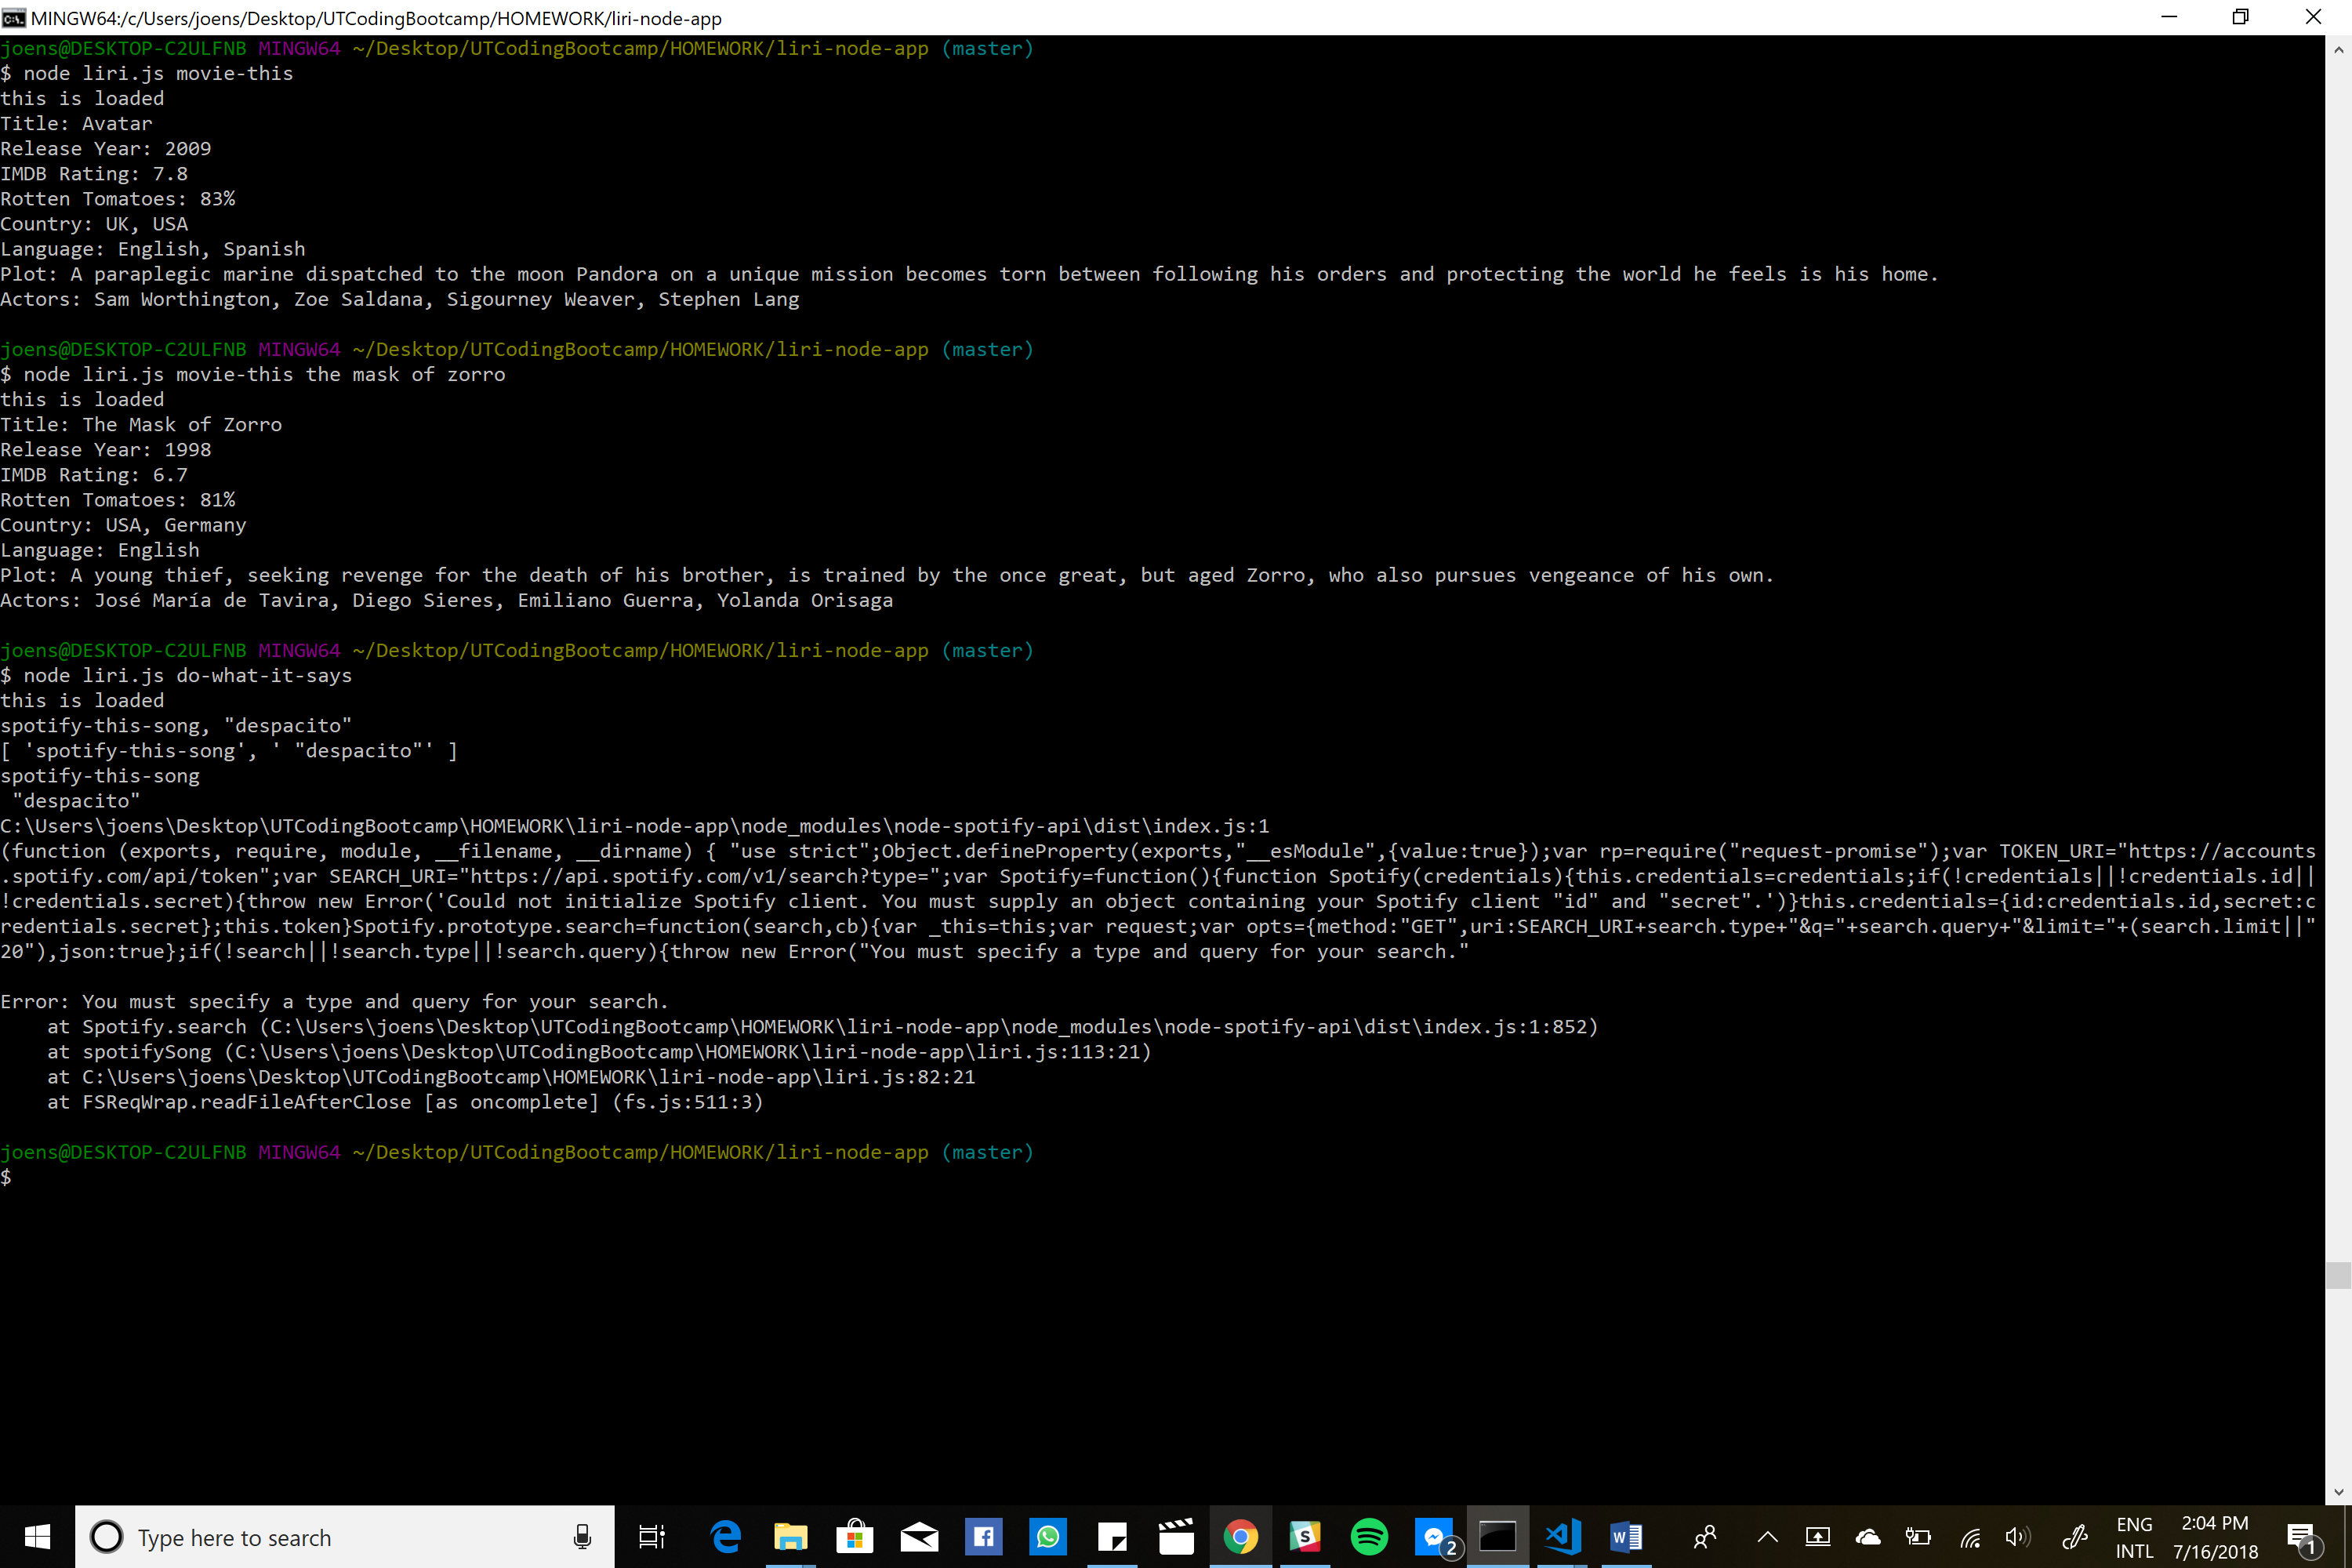 MINGW64:/c/Users/joens/Desktop/UTCodingBootcamp/HOMEWORK/liri-node-app
joens@DESKTOP-C2ULFNB MINGW64 ~/Desktop/UTCodingBootcamp/HOMEWORK/liri-node-app (master)
$ node liri.js movie-this
this is loaded
Title: Avatar
Release Year: 2009
IMDB Rating: 7.8
Rotten Tomatoes: 83%
Country: UK, USA
Language: English, Spanish
Plot: A paraplegic marine dispatched to the moon Pandora on a unique mission becomes torn between following his orders and protecting the world he feels is his home.
Actors: Sam Worthington, Zoe Saldana, Sigourney Weaver, Stephen Lang
joens@DESKTOP-C2ULFNB MINGW64 ~/Desktop/UTCodingBootcamp/HOMEWORK/liri-node-app (master)
$ node liri.js movie-this the mask of zorro
this is loaded
Title: The Mask of Zorro
Release Year: 1998
IMDB Rating: 6.7
Rotten Tomatoes: 81%
Country: USA, Germany
Language: English
Plot: A young thief, seeking revenge for the death of his brother, is trained by the once great, but aged Zorro, who also pursues vengeance of his own.
Actors: José María de Tavira, Diego Sieres, Emiliano Guerra, Yolanda Orisaga
joens@DESKTOP-C2ULFNB MINGW64 ~/Desktop/UTCodingBootcamp/HOMEWORK/liri-node-app (master)
$ node liri.js do-what-it-says
this is loaded
spotify-this-song, "despacito"
[ 'spotify-this-song', ' "despacito"' ]
spotify-this-song
 "despacito"
C:\Users\joens\Desktop\UTCodingBootcamp\HOMEWORK\liri-node-app\node_modules\node-spotify-api\dist\index.js:1
(function (exports, require, module, __filename, __dirname) { "use strict";Object.defineProperty(exports,"__esModule",{value:true});var rp=require("request-promise");var TOKEN_URI="https://accounts
.spotify.com/api/token";var SEARCH_URI="https://api.spotify.com/v1/search?type=";var Spotify=function(){function Spotify(credentials){this.credentials=credentials;if(!credentials||!credentials.id||
!credentials.secret){throw new Error('Could not initialize Spotify client. You must supply an object containing your Spotify client "id" and "secret".')}this.credentials={id:credentials.id,secret:c
redentials.secret};this.token}Spotify.prototype.search=function(search,cb){var _this=this;var request;var opts={method:"GET",uri:SEARCH_URI+search.type+"&q="+search.query+"&limit="+(search.limit||"
20"),json:true};if(!search||!search.type||!search.query){throw new Error("You must specify a type and query for your search."
Error: You must specify a type and query for your search.
    at Spotify.search (C:\Users\joens\Desktop\UTCodingBootcamp\HOMEWORK\liri-node-app\node_modules\node-spotify-api\dist\index.js:1:852)
    at spotifySong (C:\Users\joens\Desktop\UTCodingBootcamp\HOMEWORK\liri-node-app\liri.js:113:21)
    at C:\Users\joens\Desktop\UTCodingBootcamp\HOMEWORK\liri-node-app\liri.js:82:21
    at FSReqWrap.readFileAfterClose [as oncomplete] (fs.js:511:3)
joens@DESKTOP-C2ULFNB MINGW64 ~/Desktop/UTCodingBootcamp/HOMEWORK/liri-node-app (master)
$
Type here to search
2
ENG
INTL
2:04 PM
7/16/2018
1